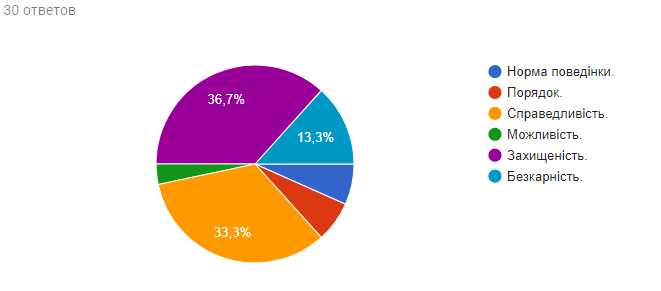 30 ответов
36,7%
13,3%
33,3%
Норма поведінки.
Порядок.
Справедливість.
Можливість.
Захищеність.
Безкарність.